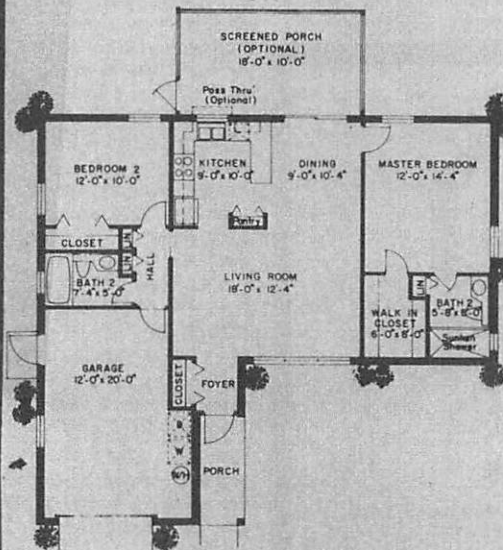 SCREENED PORCH
(OPTIONAL)
18'-0" x 10'-0"
Pass Thru'
(Optional)
BEDROOM 2
12'-0" x 10'-0"
KITCHEN
9'-0" x 10'-0"
DINING
9'-0" x 10'-4"
MASTER BEDROOM
12'-0" x 14'-4"
Pantry
CLOSET
LIN
LIN
HALL
BATH 2
7'-4" x 5'-0"
LIVING ROOM
18'-0" x 12'-4"
LIN
WALK IN
CLOSET
6'-0" x 8'-0"
BATH 2
5'-8" x 8'-0"
Sunken
Shower
GARAGE
12'-0" x 20'-0"
CLOSET
FOYER
PORCH